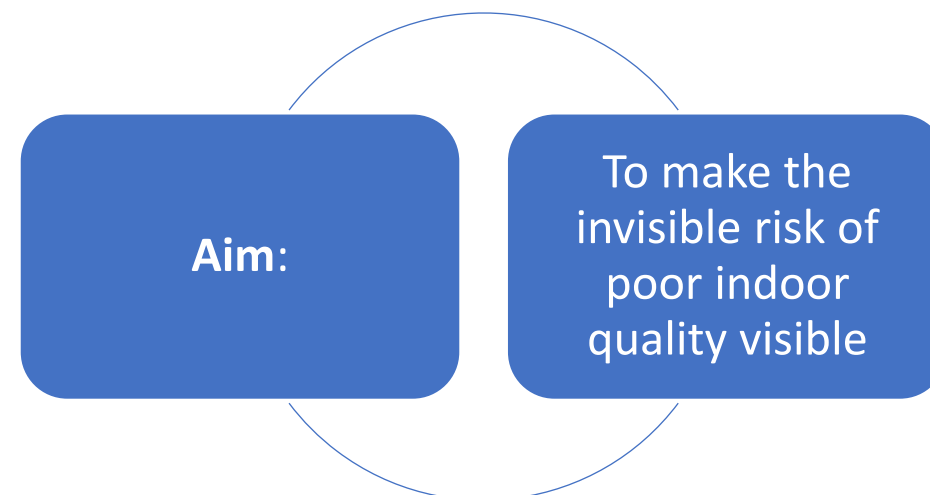 Aim:
To make the
invisible risk of
poor indoor
quality visible